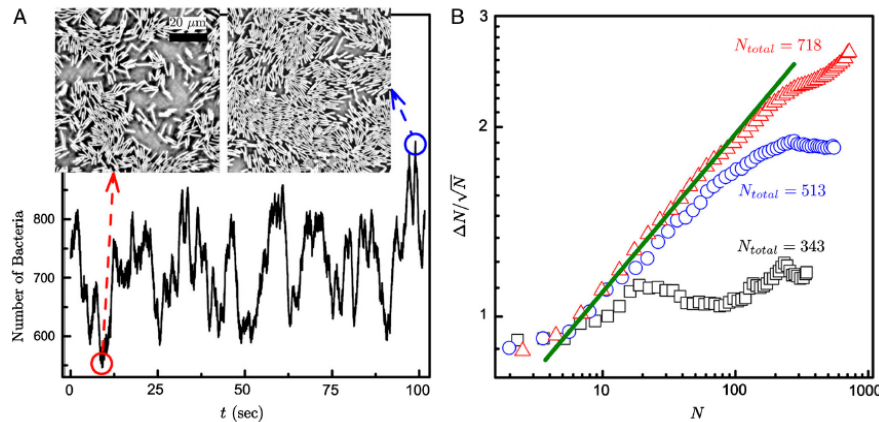 A
20 μm
Number of Bacteria
800
700
600
0
25
50
75
100
t (sec)
B
ΔN/√N
3
2
1
N_total = 718
N_total = 513
N_total = 343
10
100
1000
N